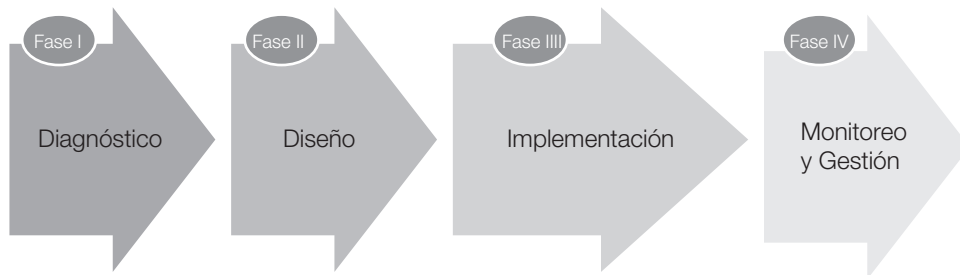 Fase I
Diagnóstico
Fase II
Diseño
Fase IIII
Implementación
Fase IV
Monitoreo
y Gestión